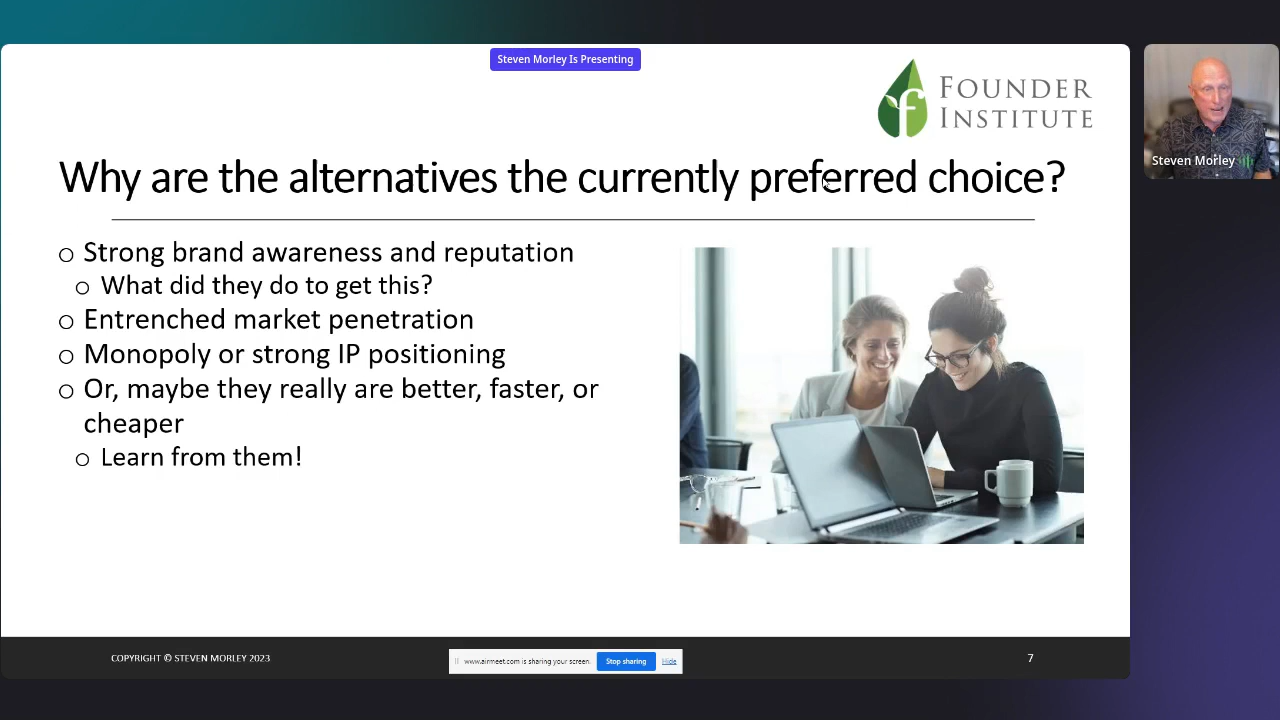 Steven Morley Is Presenting
FOUNDER
INSTITUTE
Steven Morley
Why are the alternatives the currently preferred choice?
o Strong brand awareness and reputation
o What did they do to get this?
o Entrenched market penetration
o Monopoly or strong IP positioning
o Or, maybe they really are better, faster, or
cheaper
o Learn from them!
COPYRIGHT © STEVEN MORLEY 2023
www.airmeet.com is sharing your screen.
Stop sharing
Hide
7